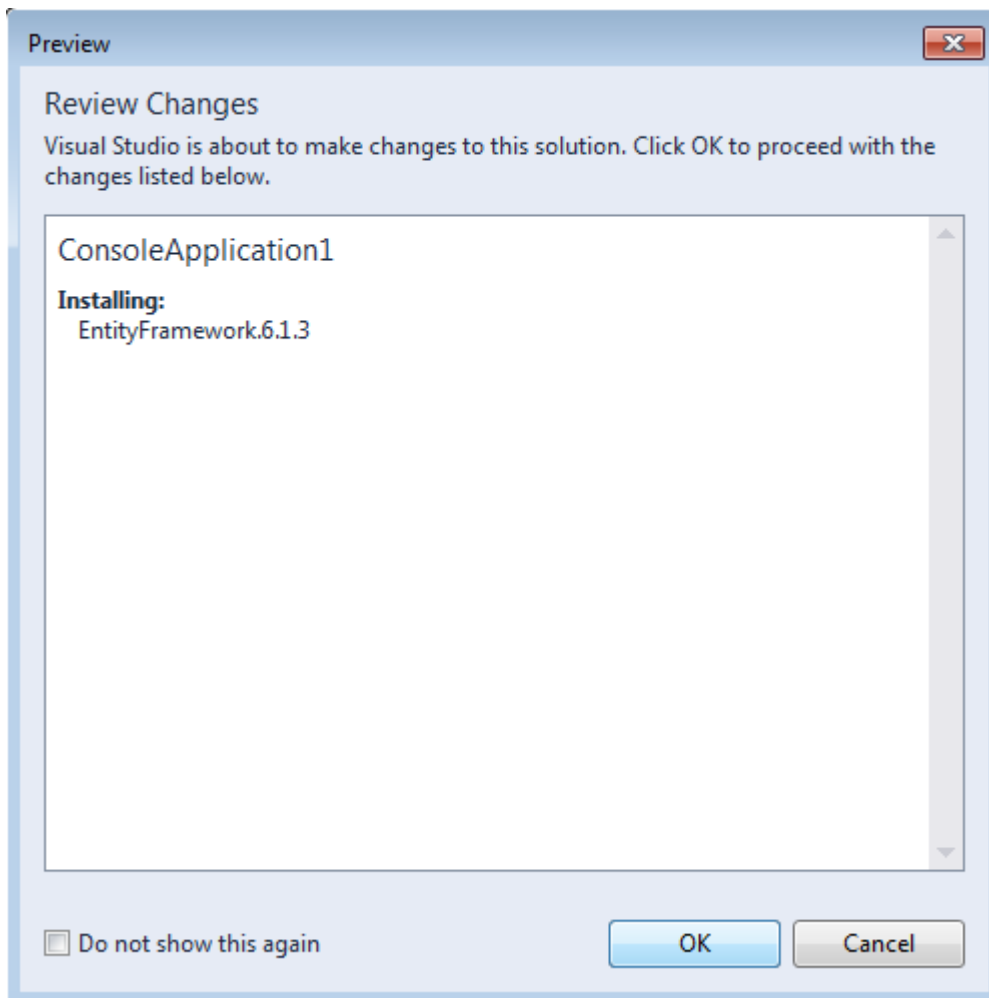 Preview
Review Changes
Visual Studio is about to make changes to this solution. Click OK to proceed with the
changes listed below.
ConsoleApplication1
Installing:
EntityFramework.6.1.3
Do not show this again
OK
Cancel